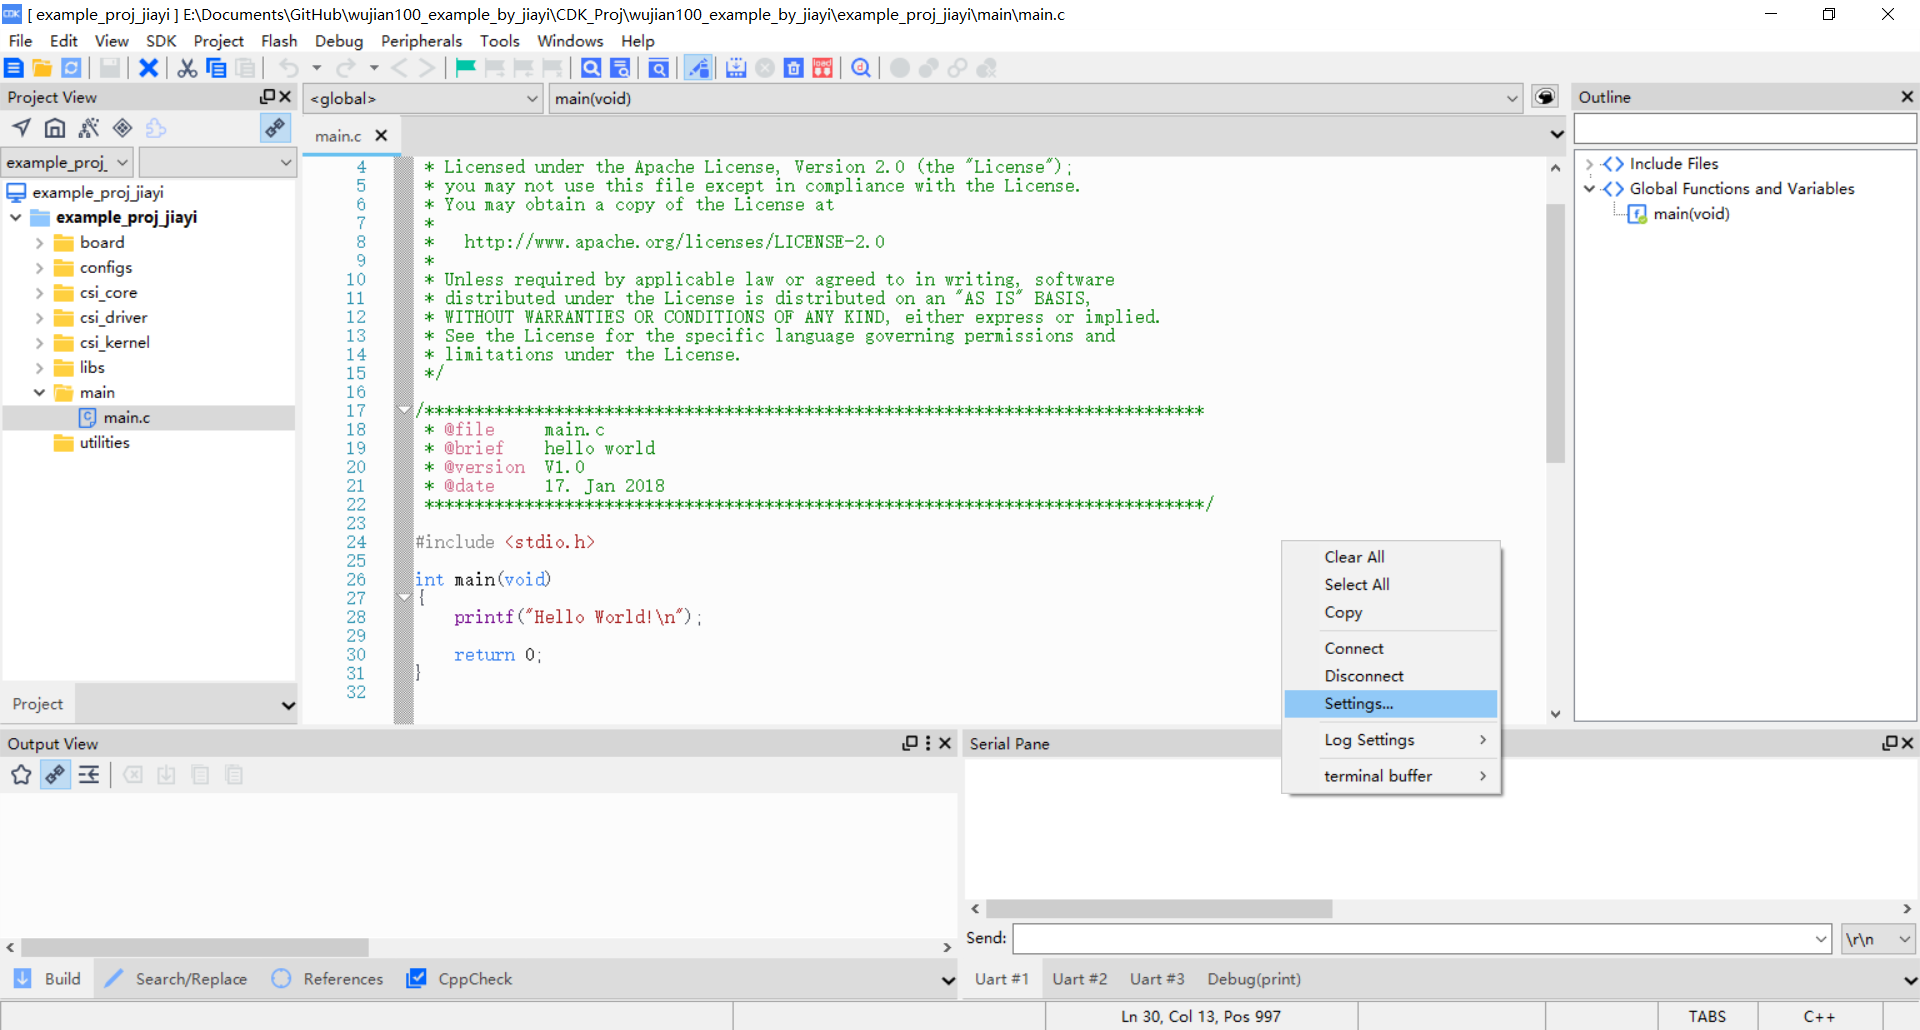 [ example_proj_jiayi ] E:\Documents\GitHub\wujian100_example_by_jiayi\CDK_Proj\wujian100_example_by_jiayi\example_proj_jiayi\main\main.c
File Edit View SDK Project Flash Debug Peripherals Tools Windows Help
Project View
<global>
main(void)
Outline
main.c
example_proj_
example_proj_jiayi
example_proj_jiayi
board
configs
csi_core
csi_driver
csi_kernel
libs
main
main.c
utilities
Project
4 * Licensed under the Apache License, Version 2.0 (the "License");
5 * you may not use this file except in compliance with the License.
6 * You may obtain a copy of the License at
7 *
8 * http://www.apache.org/licenses/LICENSE-2.0
9 *
10 * Unless required by applicable law or agreed to in writing, software
11 * distributed under the License is distributed on an "AS IS" BASIS,
12 * WITHOUT WARRANTIES OR CONDITIONS OF ANY KIND, either express or implied.
13 * See the License for the specific language governing permissions and
14 * limitations under the License.
15 */
16
17 /******************************************************************************
18 * @file main.c
19 * @brief hello world
20 * @version V1.0
21 * @date 17. Jan 2018
22 ******************************************************************************/
23
24 #include <stdio.h>
25
26 int main(void)
27 {
28 printf("Hello World!\n");
29
30 return 0;
31 }
32
Include Files
Global Functions and Variables
main(void)
Clear All
Select All
Copy
Connect
Disconnect
Settings...
Log Settings
terminal buffer
Output View
Serial Pane
Send:
\r\n
Build Search/Replace References CppCheck
Uart #1 Uart #2 Uart #3 Debug(print)
Ln 30, Col 13, Pos 997
TABS
C++